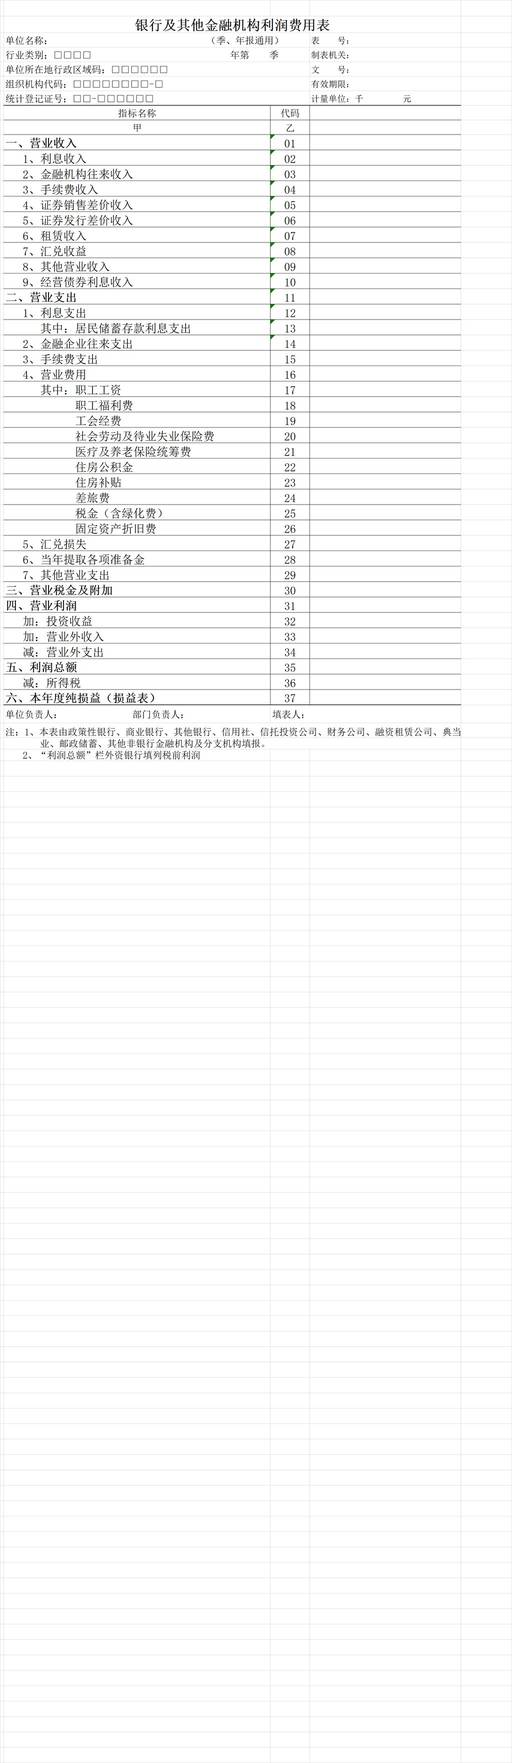 银行及其他金融机构利润费用表
单位名称： （季、年报通用） 表 号：
行业类别：□□□□ 年第 季 制表机关：
单位所在地行政区域码：□□□□□□ 文 号：
组织机构代码：□□□□□□□□-□ 有效期限：
统计登记证号：□□-□□□□□□ 计量单位：千 元
指标名称 代码
甲 乙
一、营业收入 01
1、利息收入 02
2、金融机构往来收入 03
3、手续费收入 04
4、证券销售差价收入 05
5、证券发行差价收入 06
6、租赁收入 07
7、汇兑收益 08
8、其他营业收入 09
9、经营债券利息收入 10
二、营业支出 11
1、利息支出 12
其中：居民储蓄存款利息支出 13
2、金融企业往来支出 14
3、手续费支出 15
4、营业费用 16
其中：职工工资 17
职工福利费 18
工会经费 19
社会劳动及待业失业保险费 20
医疗及养老保险统筹费 21
住房公积金 22
住房补贴 23
差旅费 24
税金（含绿化费） 25
固定资产折旧费 26
5、汇兑损失 27
6、当年提取各项准备金 28
7、其他营业支出 29
三、营业税金及附加 30
四、营业利润 31
加：投资收益 32
加：营业外收入 33
减：营业外支出 34
五、利润总额 35
减：所得税 36
六、本年度纯损益（损益表） 37
单位负责人： 部门负责人： 填表人：
注：1、本表由政策性银行、商业银行、其他银行、信用社、信托投资公司、财务公司、融资租赁公司、典当
业、邮政储蓄、其他非银行金融机构及分支机构填报。
2、“利润总额”栏外资银行填列税前利润